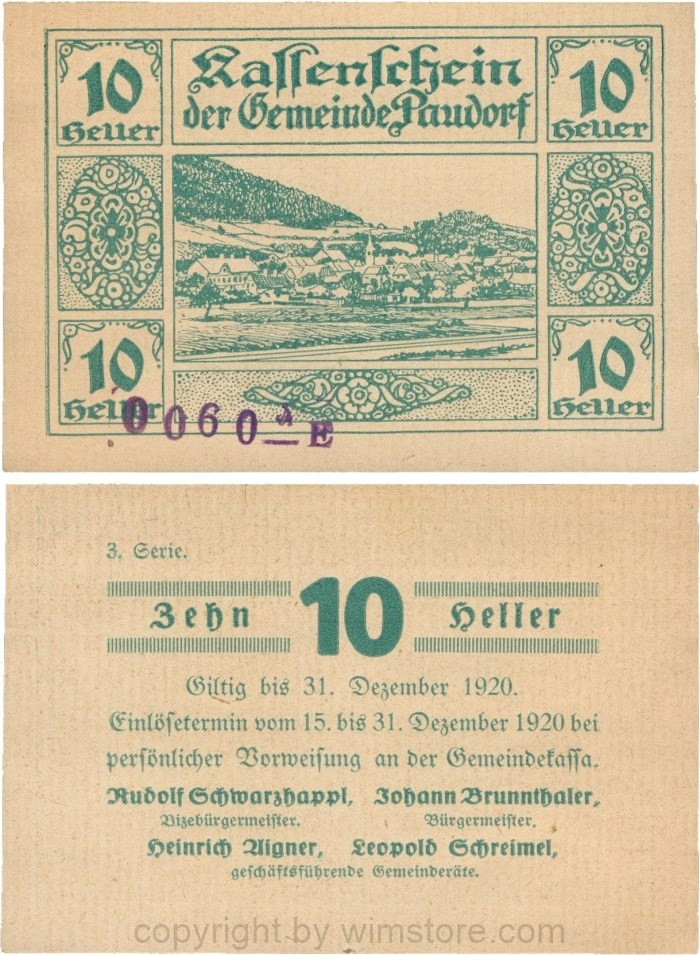 10
Heller
Kassenschein
der Gemeinde Paudorf
10
Heller
10
Heller
10
Heller
0060 E
3. Serie.
Zehn 10 Heller
Giltig bis 31. Dezember 1920.
Einlösetermin vom 15. bis 31. Dezember 1920 bei
persönlicher Vorweisung an der Gemeindekassa.
Rudolf Schwarzhappl, Johann Brunnthaler,
Vizebürgermeister. Bürgermeister.
Heinrich Aigner, Leopold Schreimel,
geschäftsführende Gemeinderäte.
copyright by wimstore.com